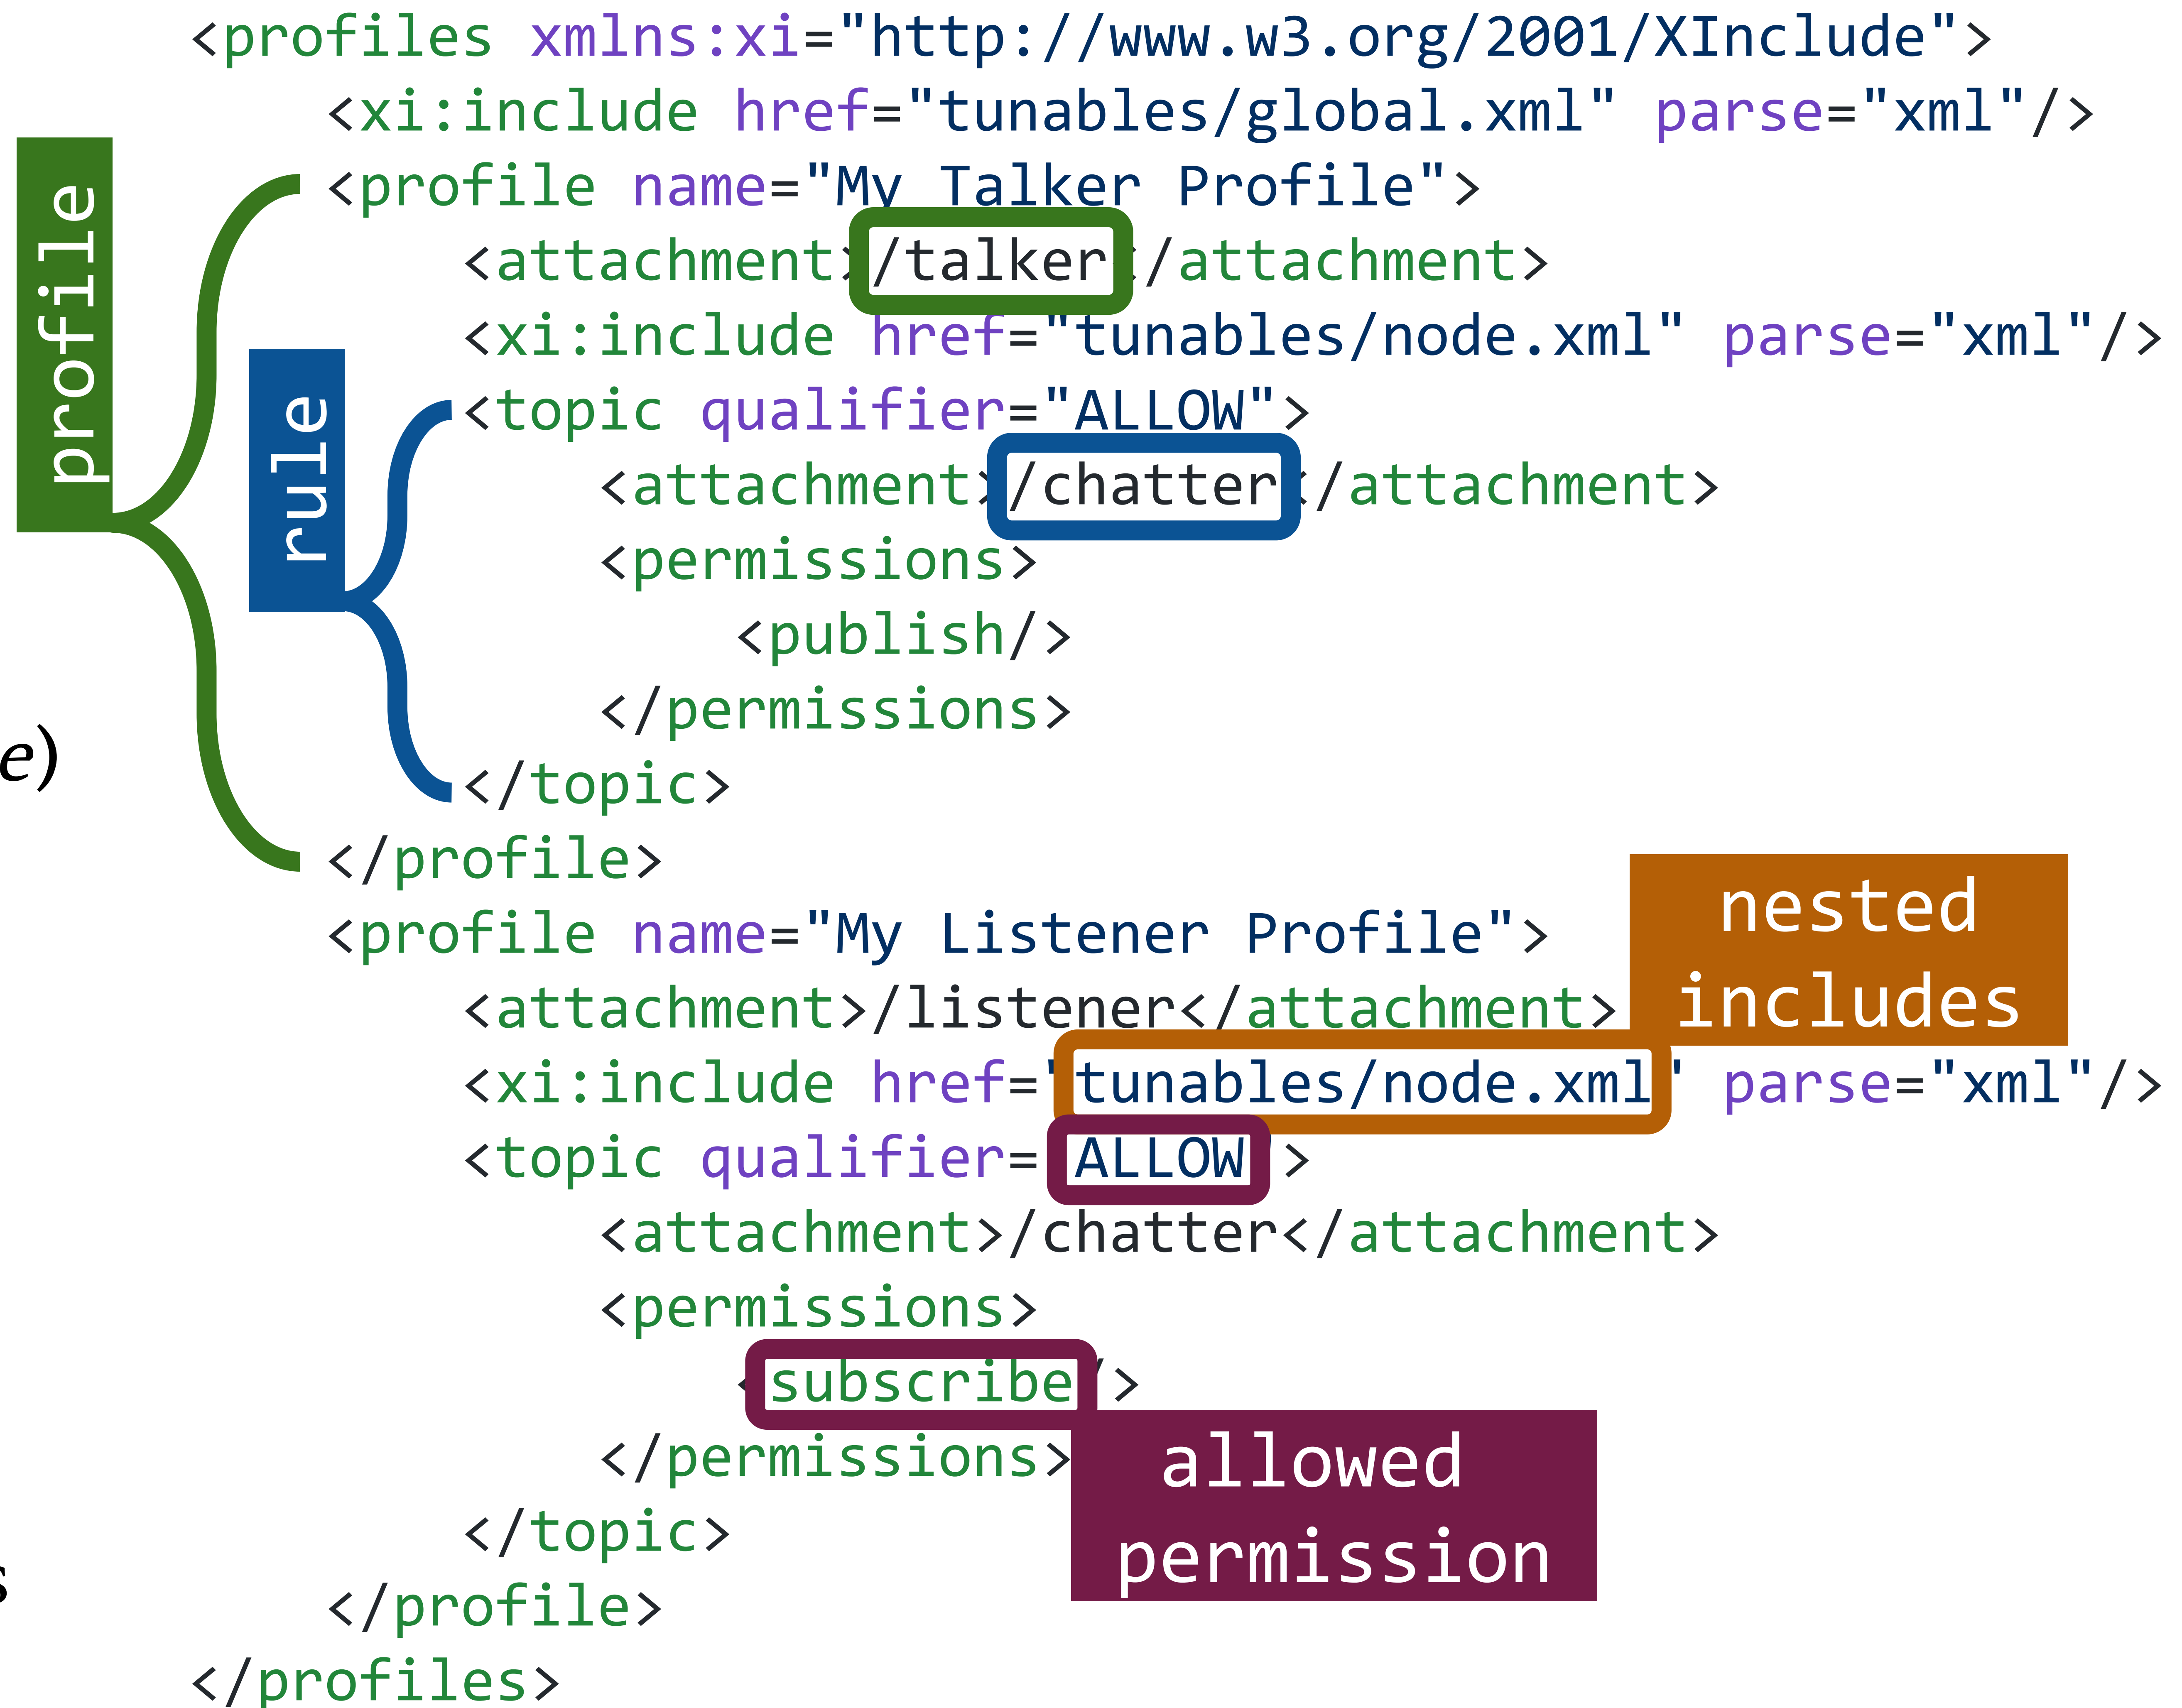 <profiles xmlns:xi="http://www.w3.org/2001/XInclude">
<xi:include href="tunables/global.xml" parse="xml"/>
<profile name="My Talker Profile">
<attachment>/talker</attachment>
<xi:include href="tunables/node.xml" parse="xml"/>
<topic qualifier="ALLOW">
<attachment>/chatter</attachment>
<permissions>
<publish/>
</permissions>
</topic>
</profile>
profile
rule
e)
<profile name="My Listener Profile">
<attachment>/listener</attachment>
<xi:include href="tunables/node.xml" parse="xml"/>
<topic qualifier=ALLOW>
<attachment>/chatter</attachment>
<permissions>
<subscribe/>
</permissions>
</topic>
</profile>
</profiles>
nested
includes
allowed
permission
s